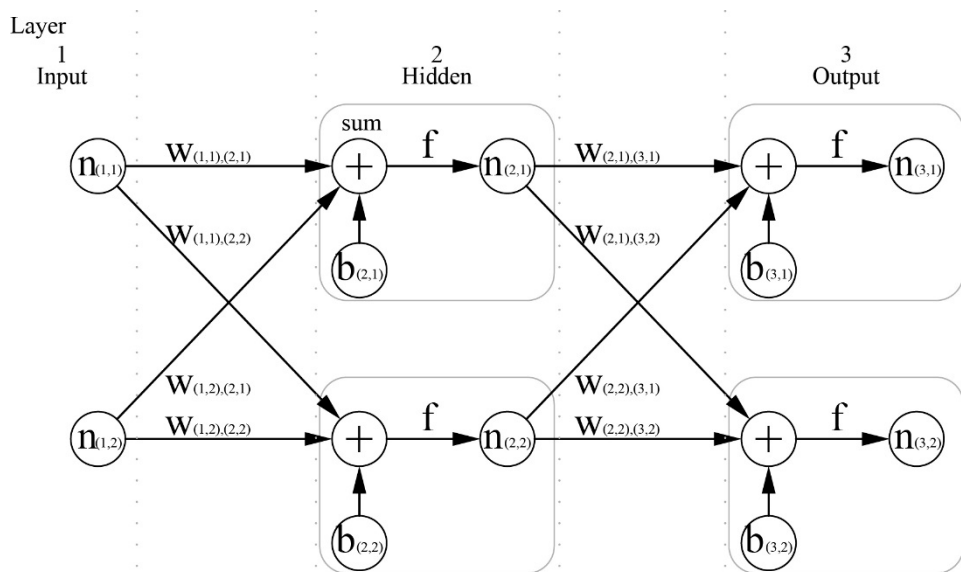 Layer
1 2 3
Input Hidden Output
sum
n(1,1) w(1,1),(2,1) + f n(2,1) w(2,1),(3,1) + f n(3,1)
w(1,1),(2,2) w(2,1),(3,2)
b(2,1) b(3,1)
w(1,2),(2,1) w(2,2),(3,1)
n(1,2) w(1,2),(2,2) + f n(2,2) w(2,2),(3,2) + f n(3,2)
b(2,2) b(3,2)